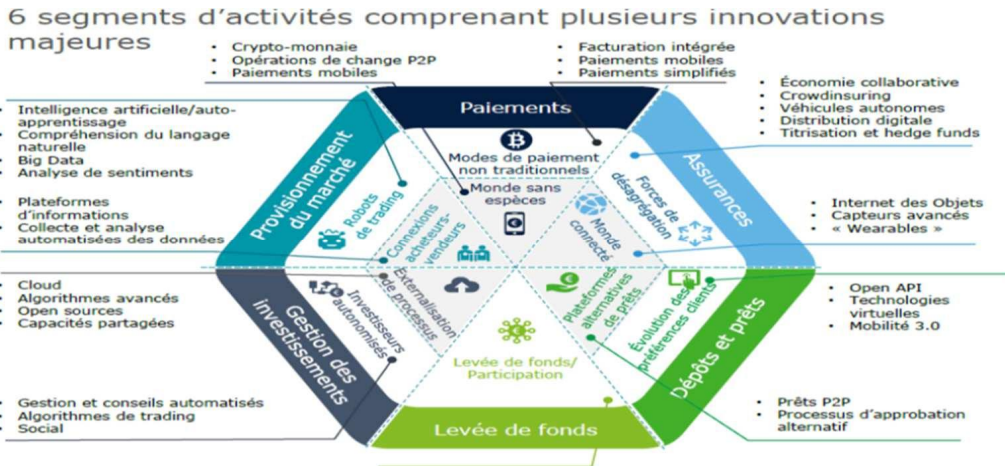 6 segments d'activités comprenant plusieurs innovations
majeures
• Crypto-monnaie
• Opérations de change P2P
• Paiements mobiles
• Facturation intégrée
• Paiements mobiles
• Paiements simplifiés
• Économie collaborative
• Crowdinsuring
• Véhicules autonomes
• Distribution digitale
• Titrisation et hedge funds
• Intelligence artificielle/auto-
apprentissage
• Compréhension du langage
naturelle
• Big Data
• Analyse de sentiments
• Plateformes
d'informations
• Collecte et analyse
automatisées des données
• Internet des Objets
• Capteurs avancés
• « Wearables »
• Cloud
• Algorithmes avancés
• Open sources
• Capacités partagées
• Open API
• Technologies
virtuelles
• Mobilité 3.0
• Gestion et conseils automatisés
• Algorithmes de trading
• Social
• Prêts P2P
• Processus d'approbation
alternatif
Paiements
Modes de paiement
non traditionnels
Monde sans
espèces
Assurances
Forces de
désagrégation
Monde
connecté
Provisionnement
du marché
Robots
de trading
Connexions
acheteurs-
vendeurs
Gestion des
investissements
Investisseurs
autonomisés
Externalisation
de processus
Dépôts et prêts
Évolution des
préférences clients
Plateformes
alternatives
de prêts
Levée de fonds/
Participation
Levée de fonds